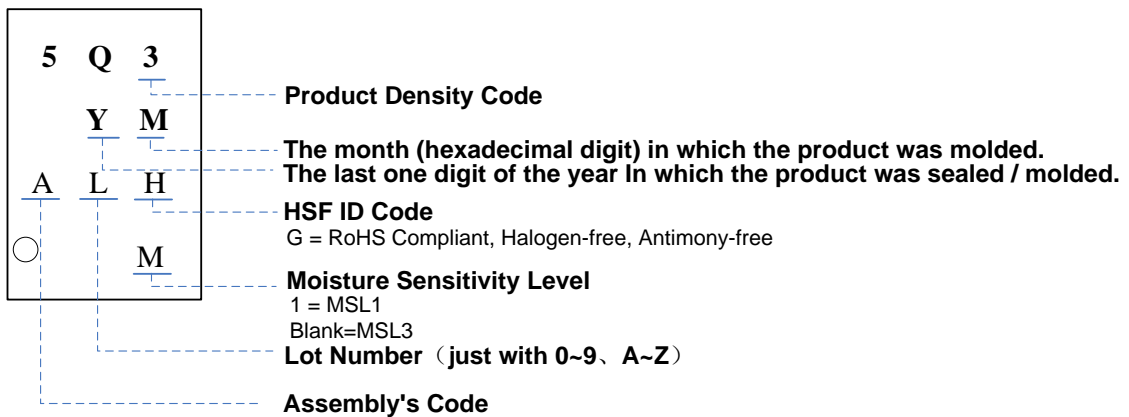 5 Q 3
Product Density Code
Y M
The month (hexadecimal digit) in which the product was molded.
The last one digit of the year In which the product was sealed / molded.
A L H
HSF ID Code
G = RoHS Compliant, Halogen-free, Antimony-free
M
Moisture Sensitivity Level
1 = MSL1
Blank=MSL3
Lot Number（just with 0~9、A~Z）
Assembly's Code